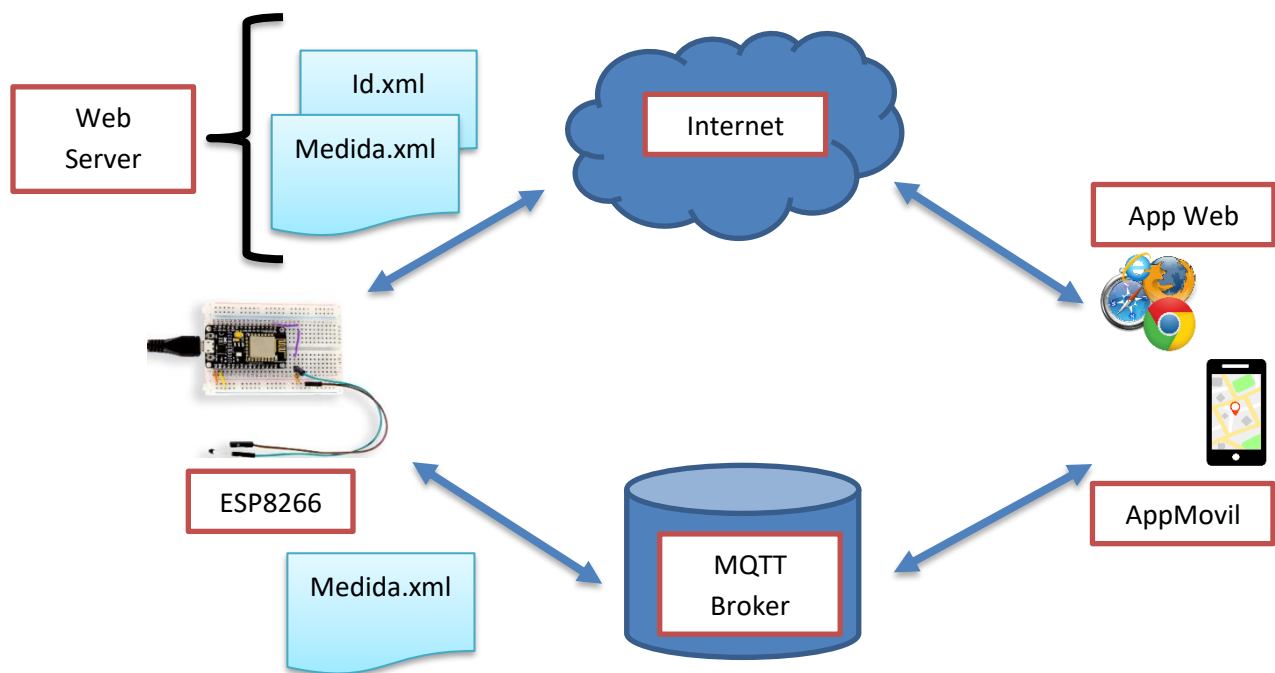 Web
Server
Id.xml
Medida.xml
Internet
App Web
ESP8266
AppMovil
Medida.xml
MQTT
Broker